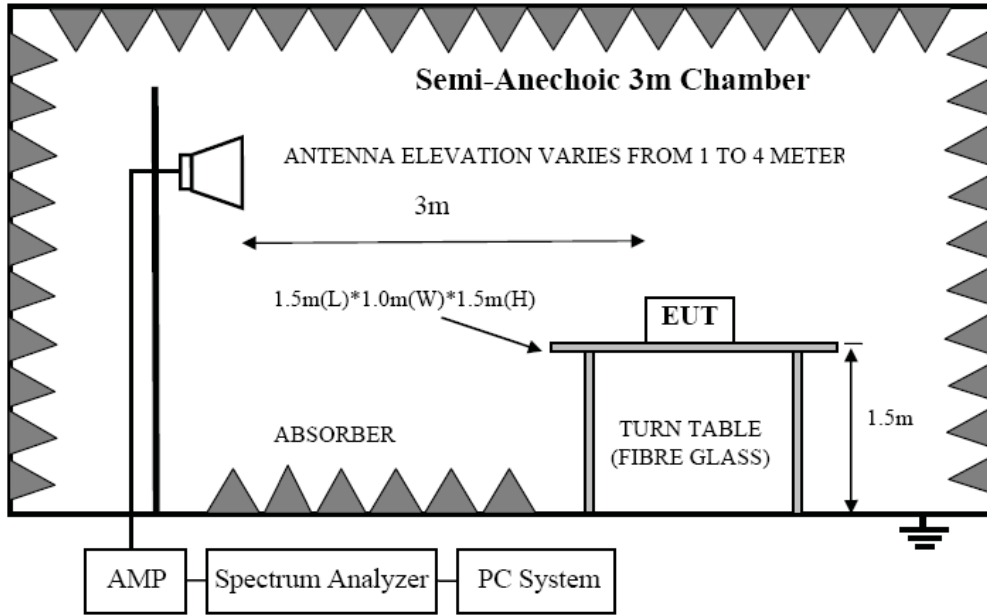 Semi-Anechoic 3m Chamber
ANTENNA ELEVATION VARIES FROM 1 TO 4 METER
3m
1.5m(L)*1.0m(W)*1.5m(H)
EUT
1.5m
ABSORBER
TURN TABLE
(FIBRE GLASS)
AMP
Spectrum Analyzer
PC System